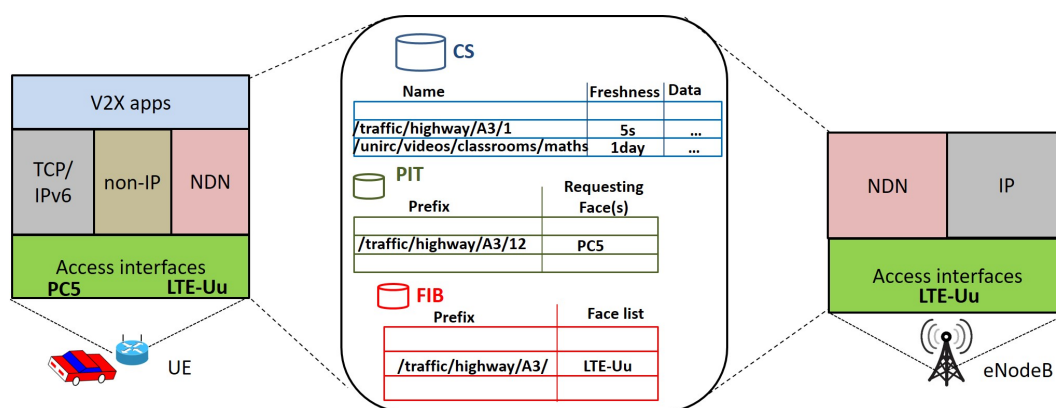 V2X apps
TCP/
IPv6
non-IP
NDN
Access interfaces
PC5 LTE-Uu
UE
CS
Name Freshness Data
/traffic/highway/A3/1 5s ...
/unirc/videos/classrooms/maths 1day ...
PIT
Prefix
Requesting
Face(s)
/traffic/highway/A3/12 PC5
FIB
Prefix Face list
/traffic/highway/A3/ LTE-Uu
NDN IP
Access interfaces
LTE-Uu
eNodeB